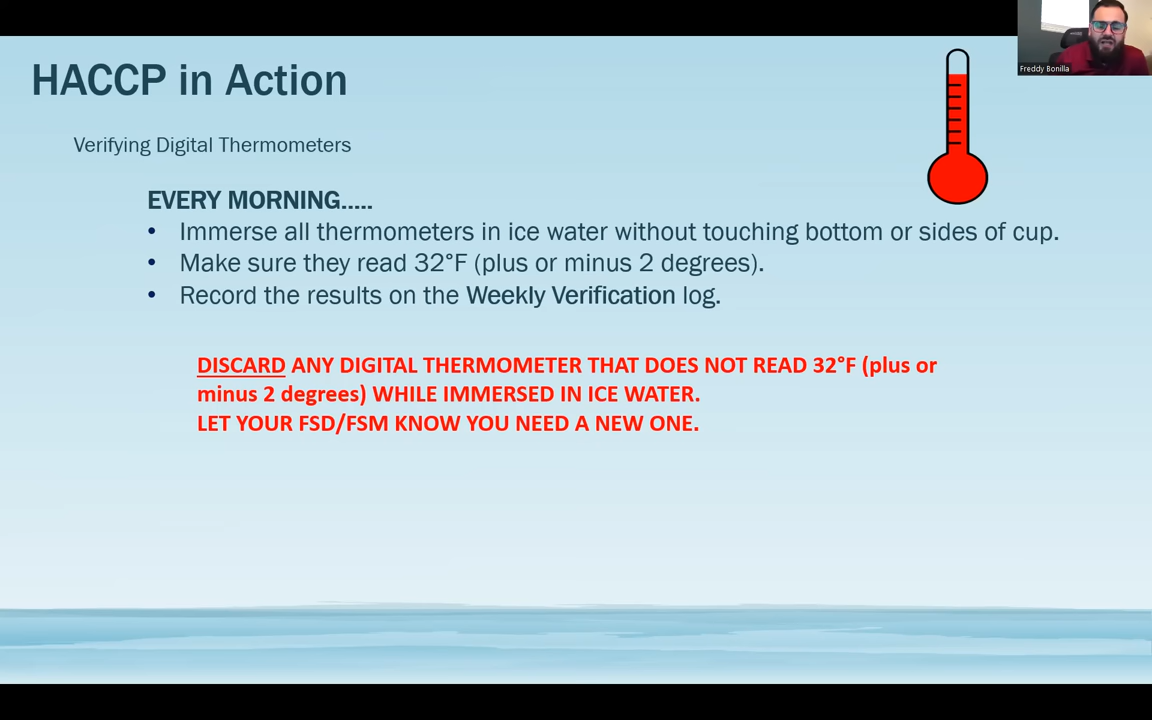 HACCP in Action
Freddy Bonilla
Verifying Digital Thermometers
EVERY MORNING.....
• Immerse all thermometers in ice water without touching bottom or sides of cup.
• Make sure they read 32°F (plus or minus 2 degrees).
• Record the results on the Weekly Verification log.
DISCARD ANY DIGITAL THERMOMETER THAT DOES NOT READ 32°F (plus or
minus 2 degrees) WHILE IMMERSED IN ICE WATER.
LET YOUR FSD/FSM KNOW YOU NEED A NEW ONE.